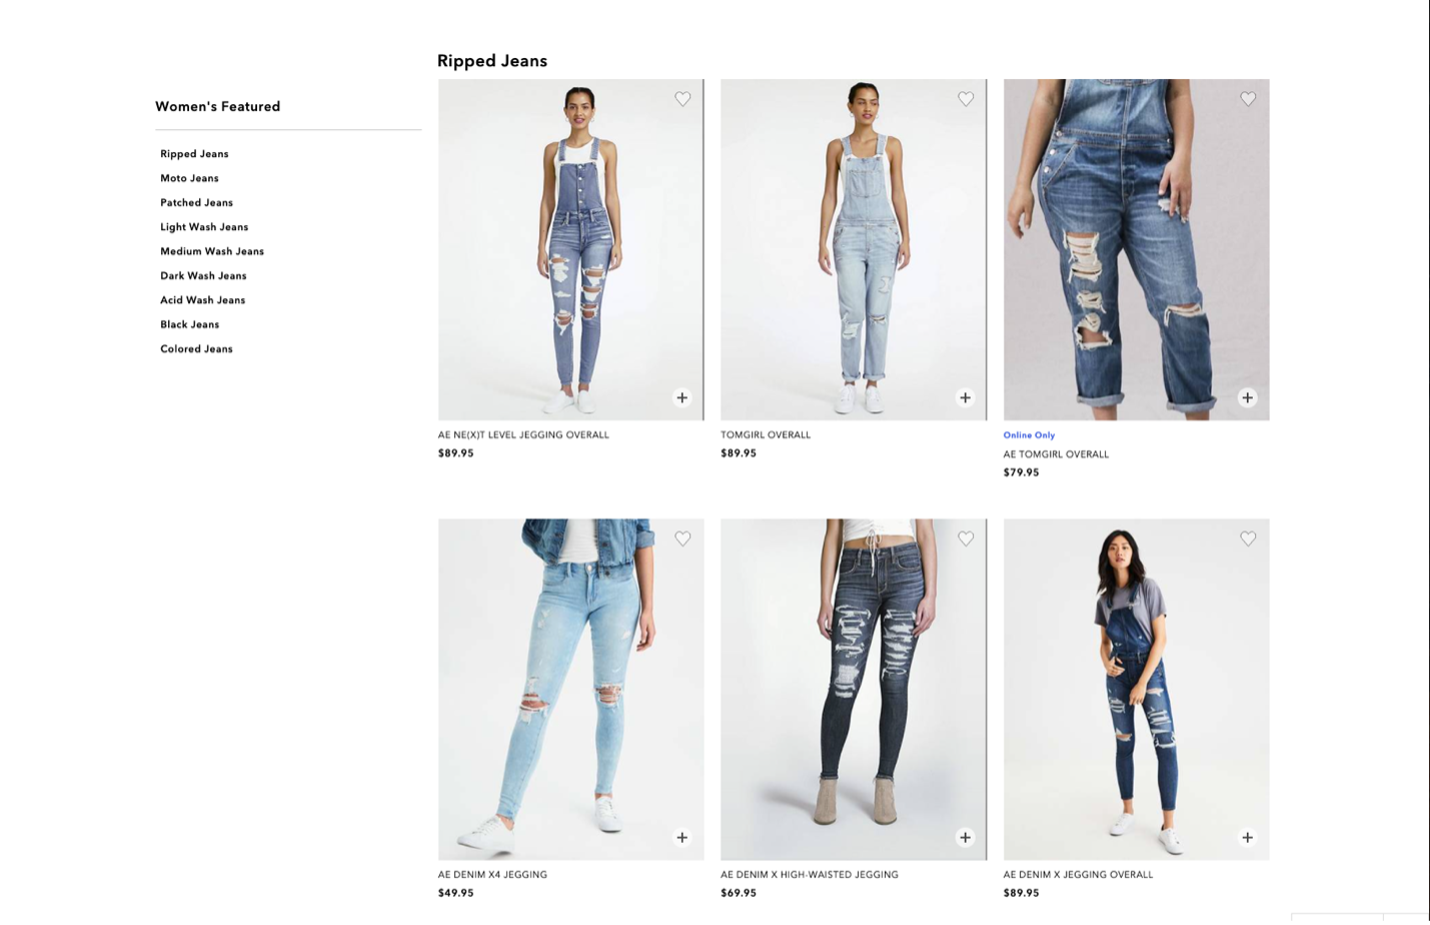 Ripped Jeans
Women's Featured
Ripped Jeans
Moto Jeans
Patched Jeans
Light Wash Jeans
Medium Wash Jeans
Dark Wash Jeans
Acid Wash Jeans
Black Jeans
Colored Jeans
AE NE(X)T LEVEL JEGGING OVERALL
$89.95
TOMGIRL OVERALL
$89.95
Online Only
AE TOMGIRL OVERALL
$79.95
AE DENIM X4 JEGGING
$49.95
AE DENIM X HIGH-WAISTED JEGGING
$69.95
AE DENIM X JEGGING OVERALL
$89.95